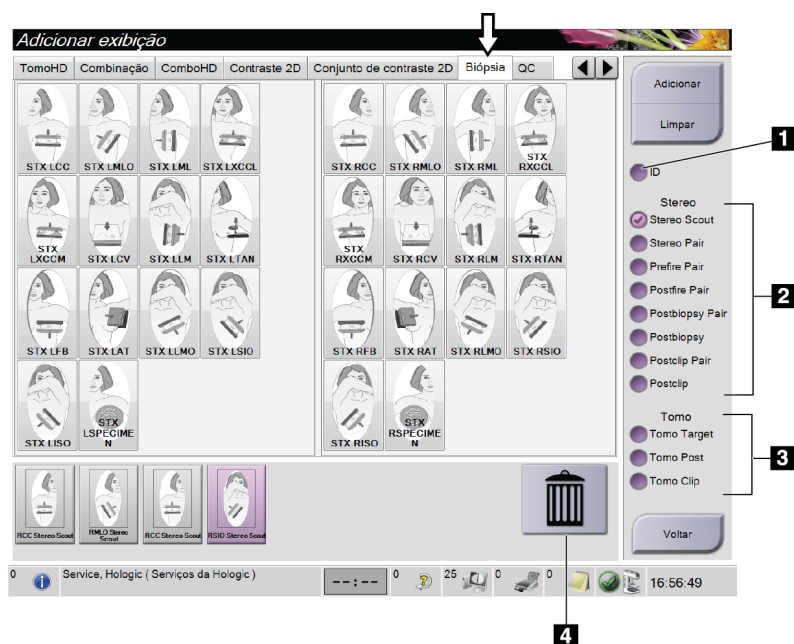 Adicionar exibição
TomoHD Combinação ComboHD Contraste 2D Conjunto de contraste 2D Biópsia QC
STX LCC STX LMLO STX LML STX LXCCL
STX RCC STX RMLO STX RML STX
RXCCL
STX
LXCCM STX LCV STX LLM STX LTAN
STX
RXCCM STX RCV STX RLM STX RTAN
STX LFB STX LAT STX LLMO STX LSIO
STX RFB STX RAT STX RLMO STX RSIO
STX LISO STX
LSPECIME
N
STX RISO STX
RSPECIME
N
Adicionar
Limpar
1
ID
Stereo
Stereo Scout
Stereo Pair
Prefire Pair
Postfire Pair
2
Postbiopsy Pair
Postbiopsy
Postclip Pair
Postclip
Tomo
Tomo Target
Tomo Post
3
Tomo Clip
Voltar
RCC Stereo Scout RMLO Stereo
Scout RCC Stereo Scout RSIO Stereo Scout
0 Service, Hologic ( Serviços da Hologic ) --:-- 0 25 0 0 16:56:49
4